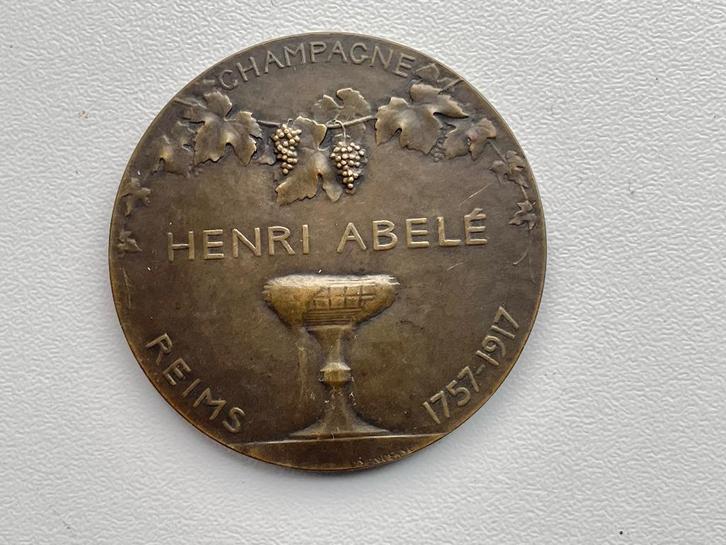 CHAMPAGNE
HENRI ABELÉ
REIMS
1757-1917